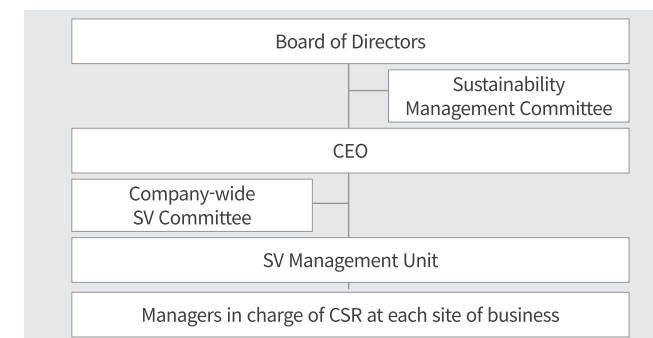 Board of Directors
Sustainability
Management Committee
CEO
Company-wide
SV Committee
SV Management Unit
Managers in charge of CSR at each site of business